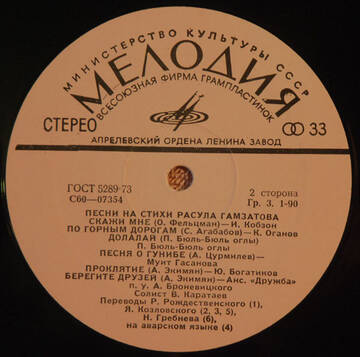 МИНИСТЕРСТВО КУЛЬТУРЫ СССР
МЕЛОДИЯ
ВСЕСОЮЗНАЯ ФИРМА ГРАМПЛАСТИНОК
СТЕРЕО
33
АПРЕЛЕВСКИЙ ОРДЕНА ЛЕНИНА ЗАВОД
ГОСТ 5289-73
2 сторона
С60—07354
Гр. 3. 1-90
ПЕСНИ НА СТИХИ РАСУЛА ГАМЗАТОВА
СКАЖИ МНЕ (О. Фельцман)—И. Кобзон
ПО ГОРНЫМ ДОРОГАМ (С. Агабабов) — К. Оганов
ДОЛАЛАЙ (П. Бюль-Бюль оглы)
П. Бюль-Бюль оглы
ПЕСНЯ О ГУНИБЕ (А. Цурмилов)—
Муит Гасанова
ПРОКЛЯТИЕ (А. Экимян)— Ю. Богатиков
БЕРЕГИТЕ ДРУЗЕЙ (А. Экимян)—Анс. «Дружба»
п. у. А. Броневицкого
Солист В. Каратаев
Переводы Р. Рождественского (1),
Я. Козловского (2, 3, 5),
Н. Гребнева (6),
на аварском языке (4)